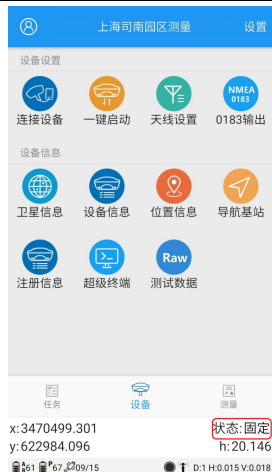 上海司南园区测量 设置
设备设置
连接设备 一键启动 天线设置 0183输出
NMEA
0183
设备信息
卫星信息 设备信息 位置信息 导航基站
Raw
注册信息 超级终端 测试数据
任务 设备 测量
x:3470499.301 状态:固定
y:622984.096 h:20.146
61 P67 09/15 D:1 H:0.015 V:0.018